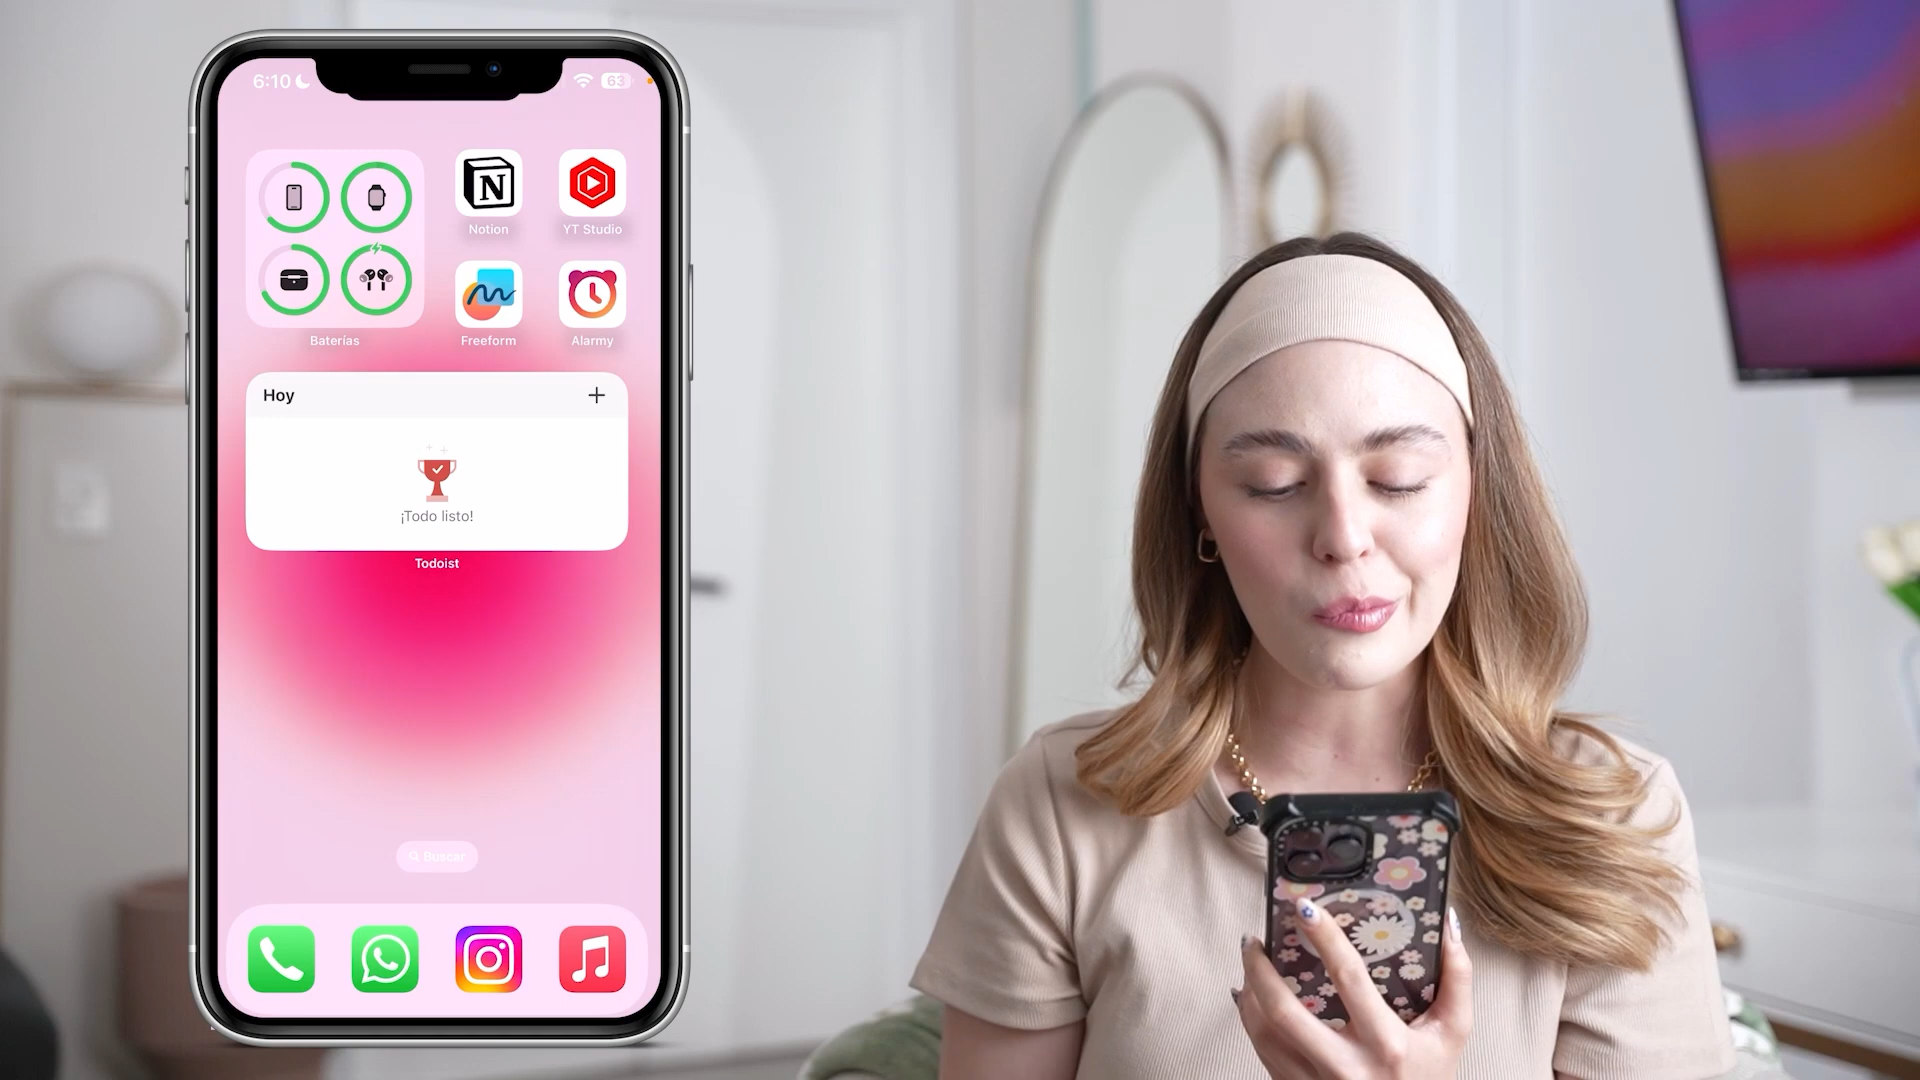 6:10
63
N
Notion
YT Studio
Baterías
Freeform
Alarmy
Hoy
¡Todo listo!
Todoist
Buscar